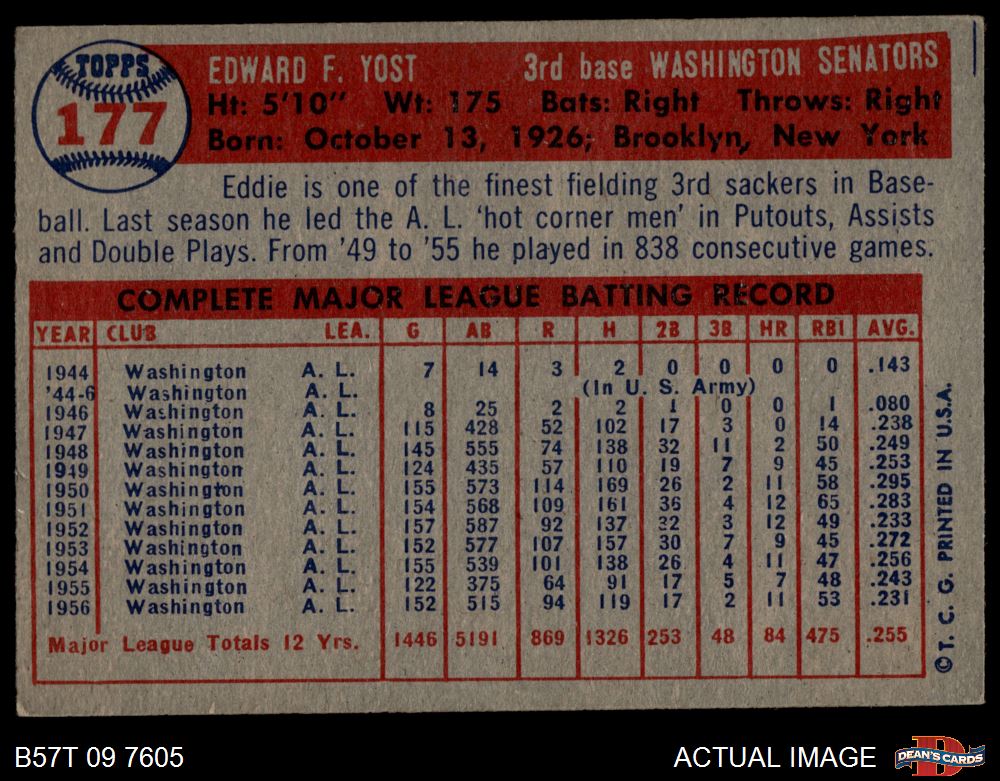 TOPPS
177
EDWARD F. YOST 3rd base WASHINGTON SENATORS
Ht: 5'10" Wt: 175 Bats: Right Throws: Right
Born: October 13, 1926; Brooklyn, New York
Eddie is one of the finest fielding 3rd sackers in Base-
ball. Last season he led the A. L. 'hot corner men' in Putouts, Assists
and Double Plays. From '49 to '55 he played in 838 consecutive games.
COMPLETE MAJOR LEAGUE BATTING RECORD
YEAR CLUB LEA. G AB R H 2B 3B HR RBI AVG.
1944 Washington A. L. 7 14 3 2 0 0 0 0 .143
'44-6 Washington A. L. (In U. S. Army)
1946 Washington A. L. 8 25 2 2 1 0 0 1 .080
1947 Washington A. L. 115 428 52 102 17 3 0 14 .238
1948 Washington A. L. 145 555 74 138 32 11 2 50 .249
1949 Washington A. L. 124 435 57 110 19 7 9 45 .253
1950 Washington A. L. 155 573 114 169 26 2 11 58 .295
1951 Washington A. L. 154 568 109 161 36 4 12 65 .283
1952 Washington A. L. 157 587 92 137 32 3 12 49 .233
1953 Washington A. L. 152 577 107 157 30 7 9 45 .272
1954 Washington A. L. 155 539 101 138 26 4 11 47 .256
1955 Washington A. L. 122 375 64 91 17 5 7 48 .243
1956 Washington A. L. 152 515 94 119 17 2 11 53 .231
Major League Totals 12 Yrs. 1446 5191 869 1326 253 48 84 475 .255
© T. C. G. PRINTED IN U.S.A.
B57T 09 7605 ACTUAL IMAGE
D
DEAN'S CARDS